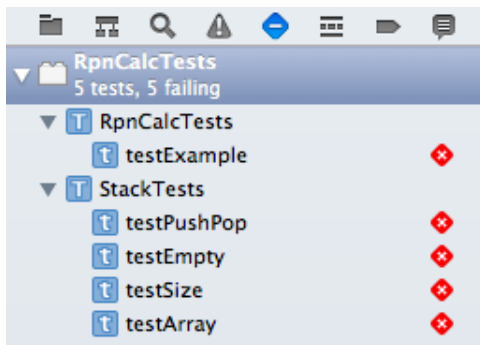 RpnCalcTests
5 tests, 5 failing
T RpnCalcTests
t testExample
T StackTests
t testPushPop
t testEmpty
t testSize
t testArray